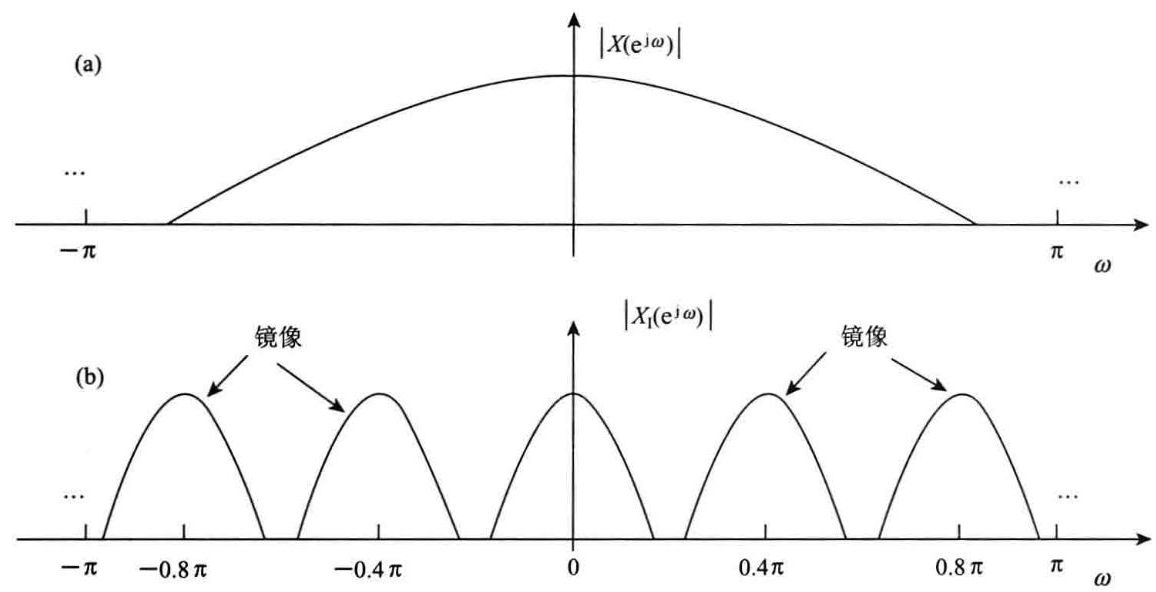 |X(e^{jω})|
(a)
… …
－π π ω
|X_I(e^{jω})|
镜像 镜像
(b)
… …
－π －0.8π －0.4π 0 0.4π 0.8π π ω